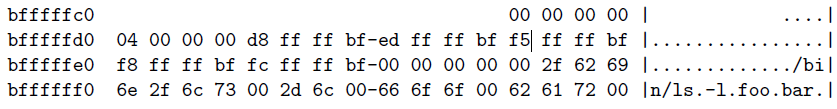 bfffffc0 00 00 00 00 | ....|
bfffffd0 04 00 00 00 d8 ff ff bf-ed ff ff bf f5 ff ff bf |................|
bfffffe0 f8 ff ff bf fc ff ff bf-00 00 00 00 00 2f 62 69 |............./bi|
bffffff0 6e 2f 6c 73 00 2d 6c 00-66 6f 6f 00 62 61 72 00 |n/ls.-l.foo.bar.|